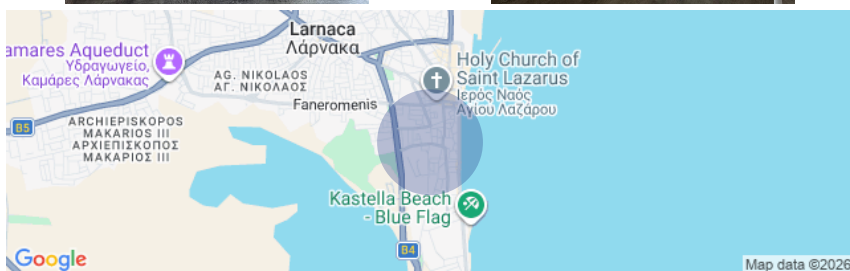 Larnaca
Λάρνακα
amares Aqueduct
Υδραγωγείο,
Καμάρες Λάρνακας
AG. NIKOLAOS
ΑΓ. ΝΙΚΟΛΑΟΣ
Faneromenis
Holy Church of
Saint Lazarus
Ιερός Ναός
Αγίου Λαζάρου
B5
ARCHIEPISKOPOS
MAKARIOS III
ΑΡΧΙΕΠΙΣΚΟΠΟΣ
ΜΑΚΑΡΙΟΣ ΙΙΙ
Kastella Beach
- Blue Flag
B4
Google
Map data ©2026